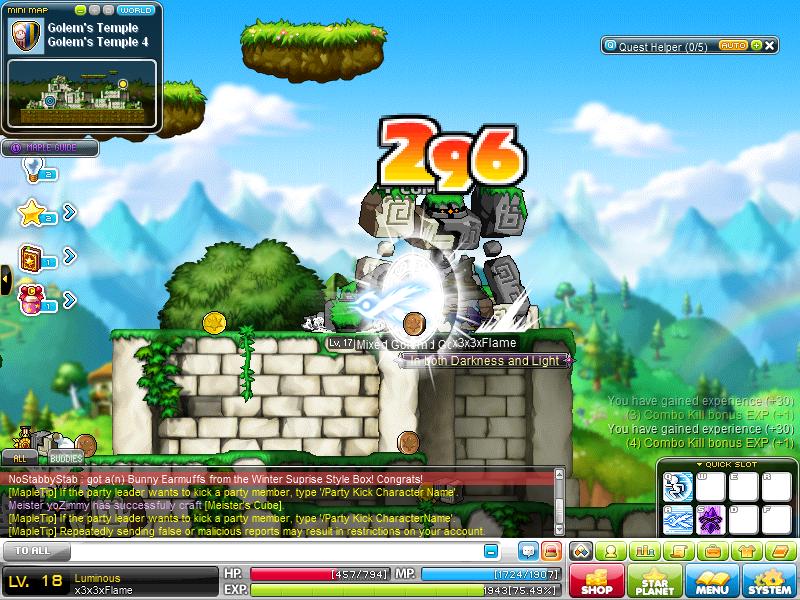 MINI MAP
WORLD
Golem's Temple
Golem's Temple 4
Quest Helper (0/5)
AUTO
MAPLE GUIDE
2
2
1
1
296
Lv. 17
x3x3xFlame
In both Darkness and Light
You have gained experience (+30)
(3) Combo Kill bonus EXP (+1)
You have gained experience (+30)
(4) Combo Kill bonus EXP (+1)
ALL
BUDDIES
QUICK SLOT
NoStabbyStab : got a(n) Bunny Earmuffs from the Winter Suprise Style Box! Congrats!
[MapleTip] If the party leader wants to kick a party member, type '/Party Kick Character Name'.
Meister yoZimmy has successfully craft [Meister's Cube].
[MapleTip] If the party leader wants to kick a party member, type '/Party Kick CharacterName'.
[MapleTip] Repeatedly sending false or malicious reports may result in restrictions on your account.
TO ALL
LV. 18
Luminous
x3x3xFlame
HP. [457/794]
MP. [1724/1907]
EXP. 1943[75.49%]
SHOP
STAR PLANET
MENU
SYSTEM